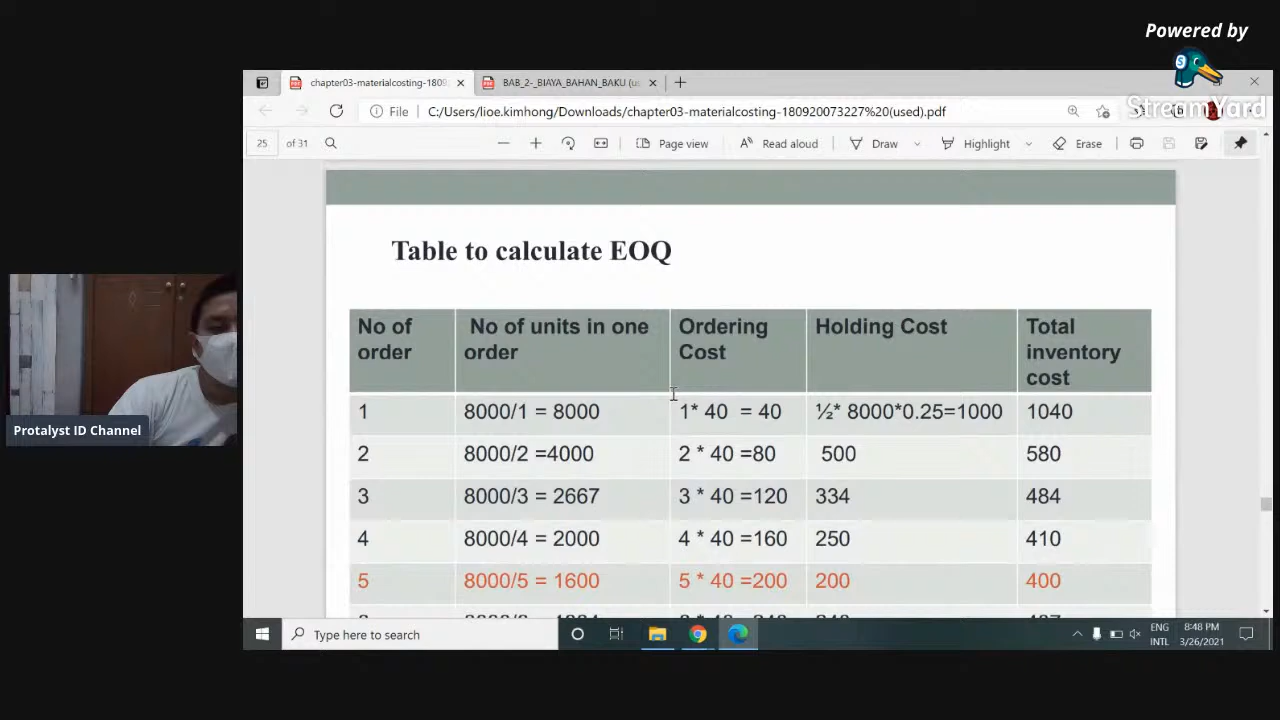 Powered by
StreamYard
chapter03-materialcosting-1809
BAB_2-_BIAYA_BAHAN_BAKU (u
File
C:/Users/lioe.kimhong/Downloads/chapter03-materialcosting-180920073227%20(used).pdf
25 of 31
Page view
Read aloud
Draw
Highlight
Erase
Table to calculate EOQ
No of order No of units in one order Ordering Cost Holding Cost Total inventory cost
1 8000/1 = 8000 1* 40 = 40 ½* 8000*0.25=1000 1040
2 8000/2 =4000 2 * 40 =80 500 580
3 8000/3 = 2667 3 * 40 =120 334 484
4 8000/4 = 2000 4 * 40 =160 250 410
5 8000/5 = 1600 5 * 40 =200 200 400
Protalyst ID Channel
Type here to search
ENG
INTL
8:48 PM
3/26/2021